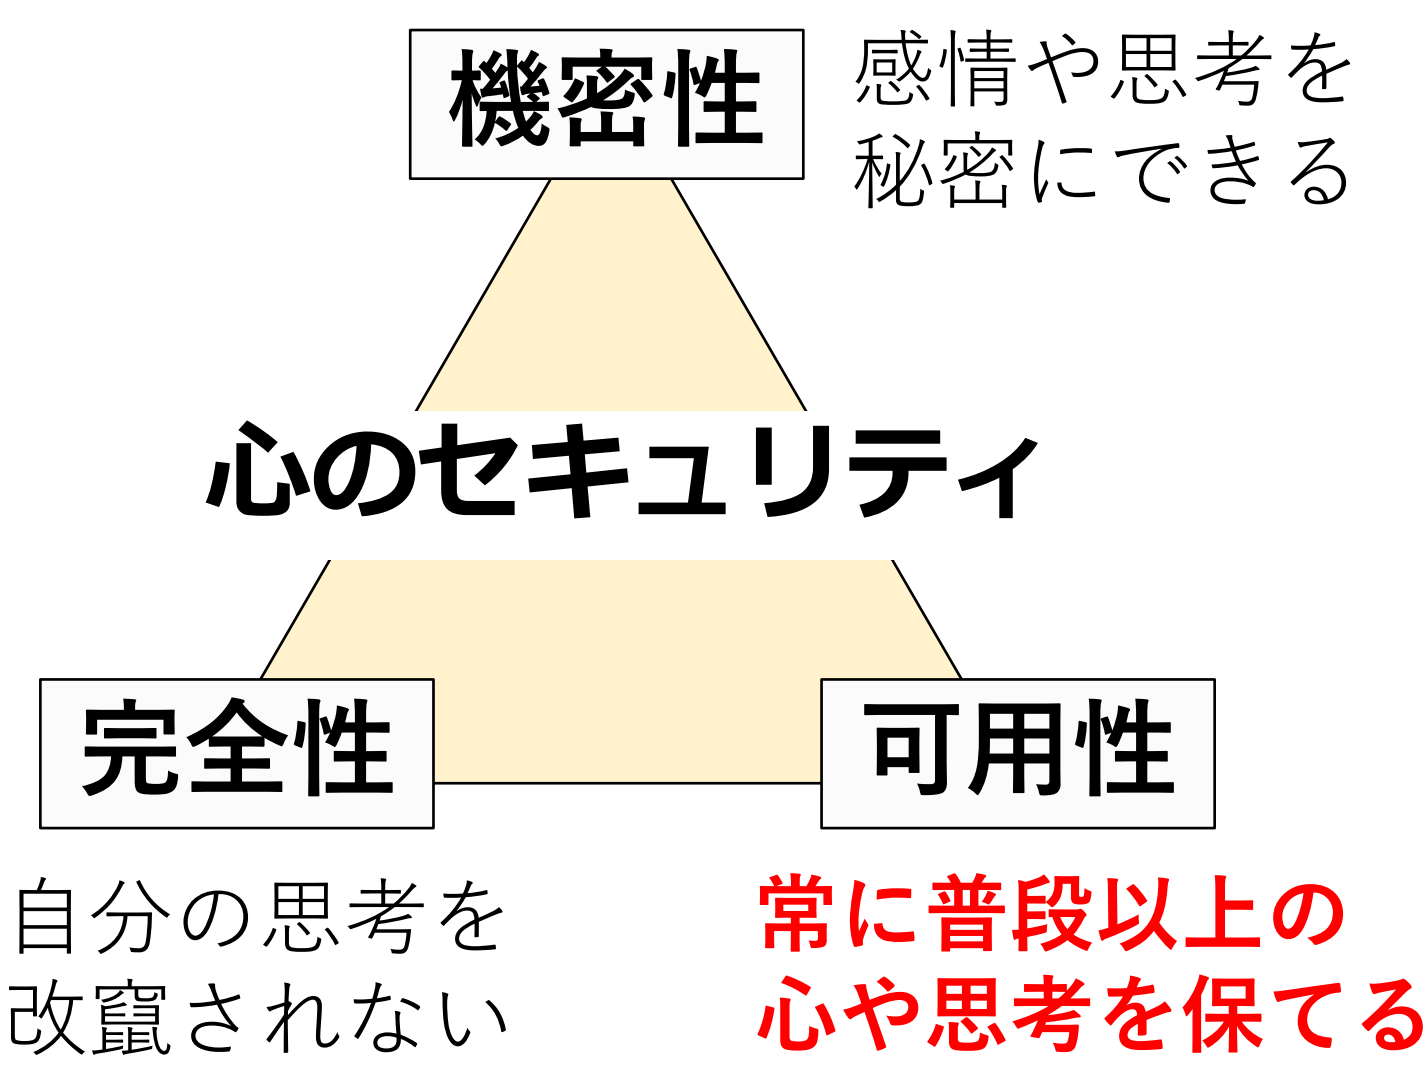 機密性
感情や思考を
秘密にできる
心のセキュリティ
完全性
可用性
自分の思考を
改竄されない
常に普段以上の
心や思考を保てる